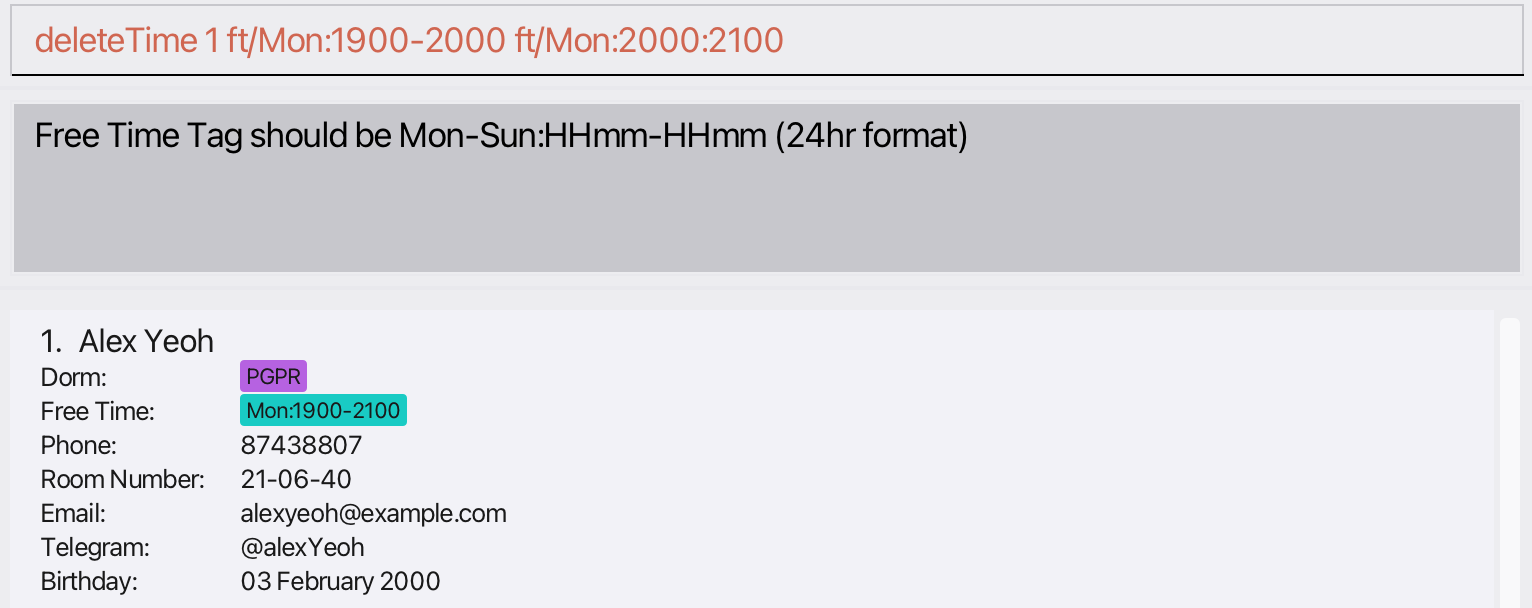 deleteTime 1 ft/Mon:1900-2000 ft/Mon:2000:2100
Free Time Tag should be Mon-Sun:HHmm-HHmm (24hr format)
1. Alex Yeoh
Dorm: PGPR
Free Time: Mon:1900-2100
Phone: 87438807
Room Number: 21-06-40
Email: alexyeoh@example.com
Telegram: @alexYeoh
Birthday: 03 February 2000